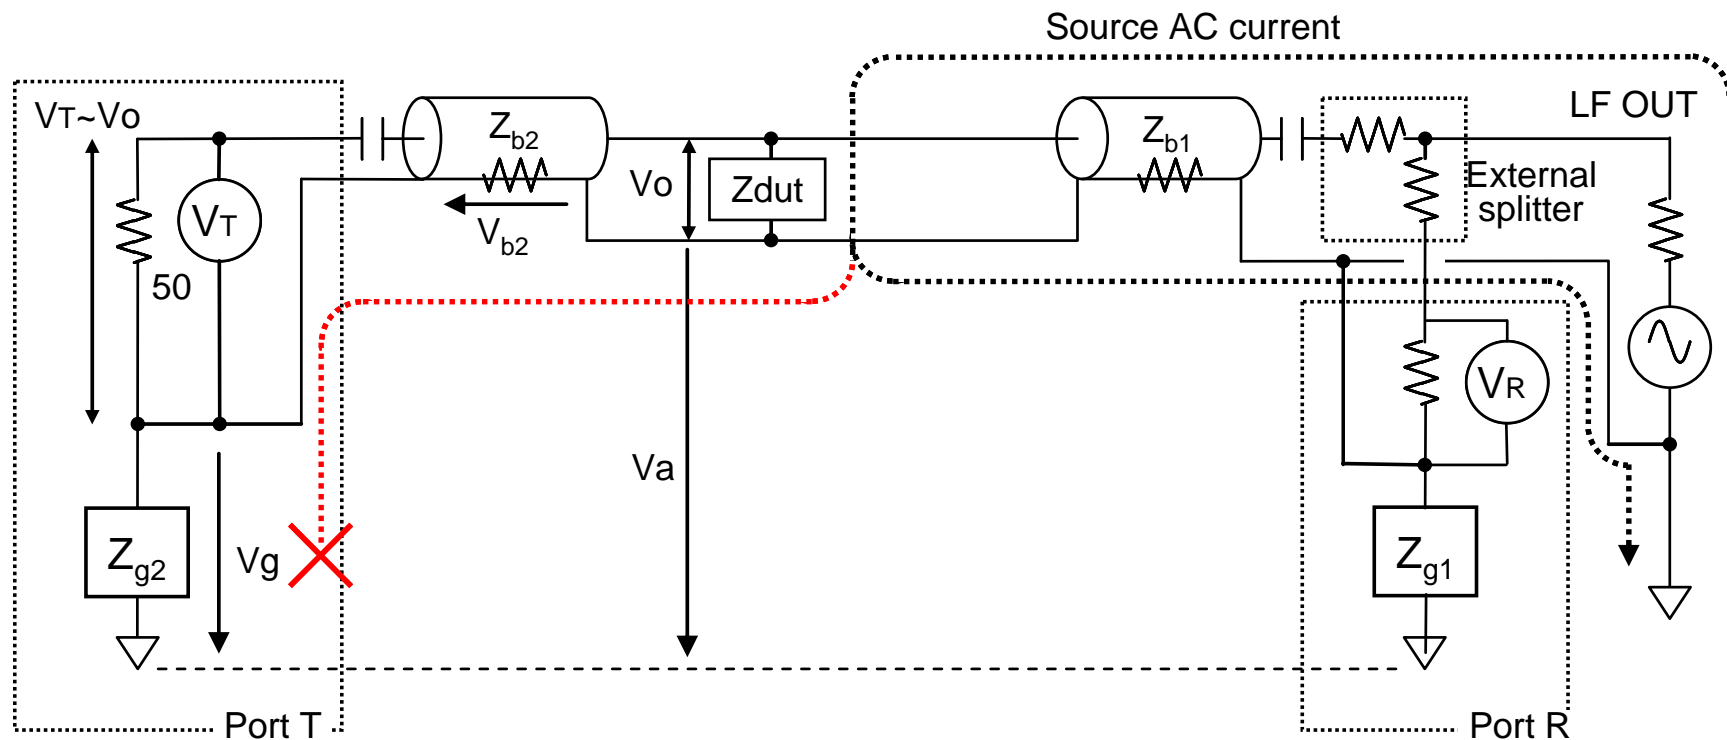 Source AC current
LF OUT
VT~Vo
Zb2
Zb1
Vo
Zdut
External
splitter
VT
Vb2
50
VR
Va
Zg2
Vg
Zg1
Port T
Port R